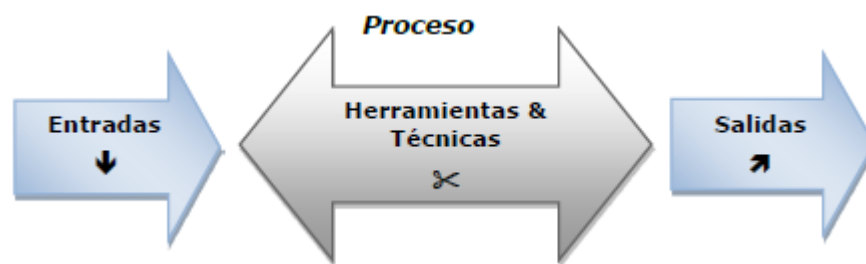 Proceso
Entradas
Herramientas &
Técnicas
Salidas